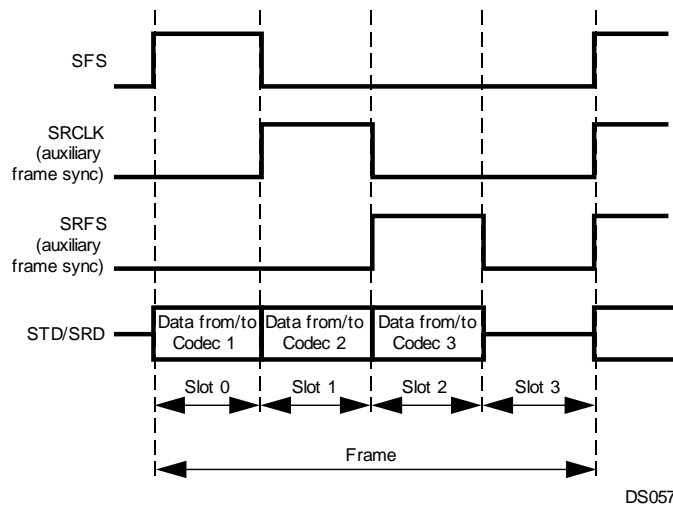 SFS
SRCLK
(auxiliary
frame sync)
SRFS
(auxiliary
frame sync)
STD/SRD
Data from/to
Codec 1
Data from/to
Codec 2
Data from/to
Codec 3
Slot 0
Slot 1
Slot 2
Slot 3
Frame
DS057